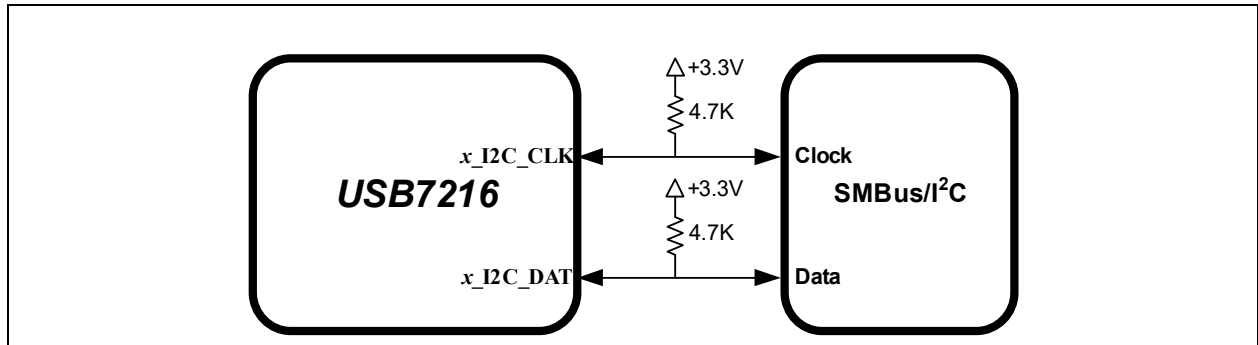 +3.3V
4.7K
x_I2C_CLK
Clock
USB7216
+3.3V
SMBus/I²C
4.7K
x_I2C_DAT
Data